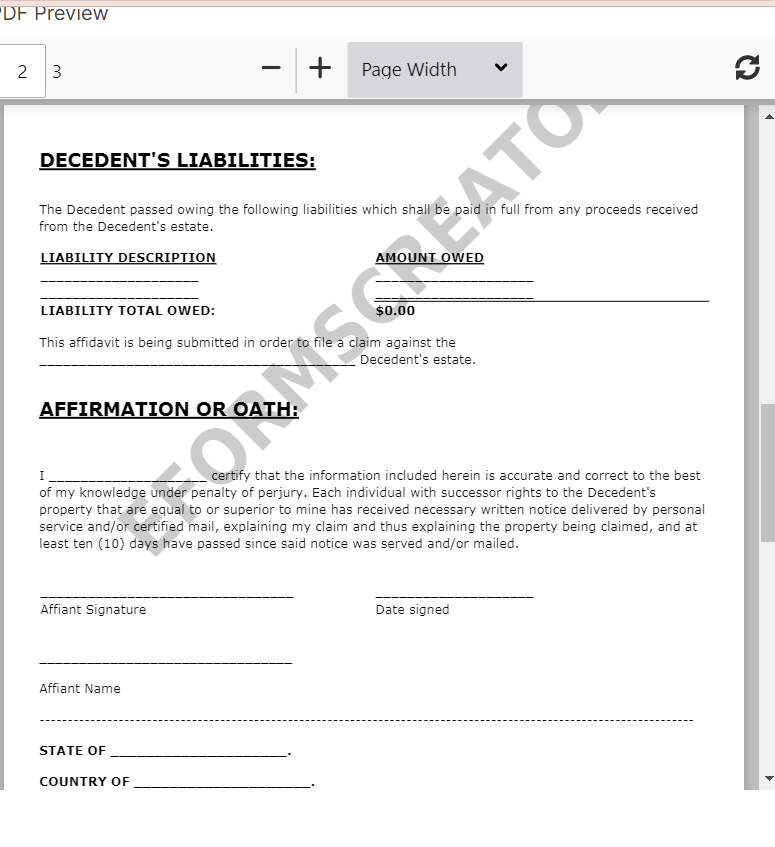 PDF Preview
2 3 Page Width
EFORMSCREATO
DECEDENT'S LIABILITIES:
The Decedent passed owing the following liabilities which shall be paid in full from any proceeds received
from the Decedent's estate.
LIABILITY DESCRIPTION AMOUNT OWED
____________________ ____________________
____________________ ____________________
LIABILITY TOTAL OWED: $0.00
This affidavit is being submitted in order to file a claim against the
________________________________________ Decedent's estate.
AFFIRMATION OR OATH:
I ____________________ certify that the information included herein is accurate and correct to the best
of my knowledge under penalty of perjury. Each individual with successor rights to the Decedent's
property that are equal to or superior to mine has received necessary written notice delivered by personal
service and/or certified mail, explaining my claim and thus explaining the property being claimed, and at
least ten (10) days have passed since said notice was served and/or mailed.
________________________________ ____________________
Affiant Signature Date signed
________________________________
Affiant Name
--------------------------------------------------------------------------------------------------------------------
STATE OF ____________________.
COUNTRY OF ____________________.